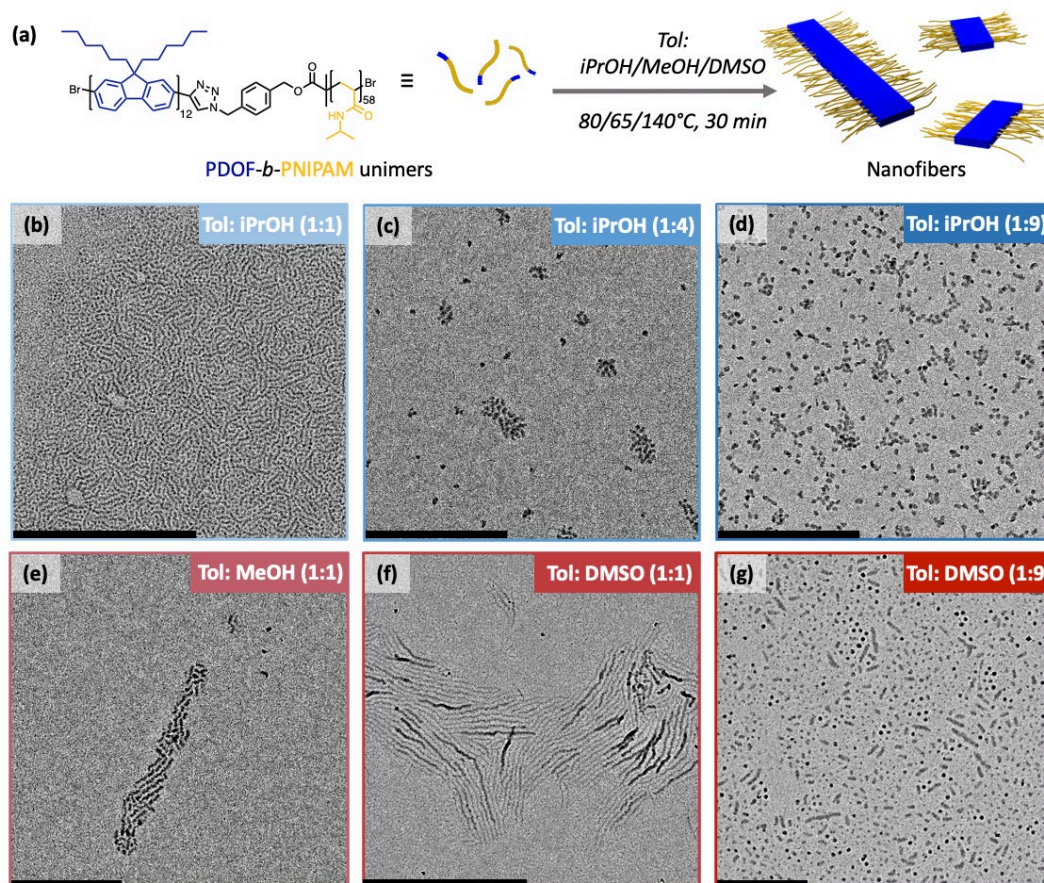 (a)
Br
12
N
N=N
O
O
Br
58
HN
O
≡
Tol:
iPrOH/MeOH/DMSO
80/65/140°C, 30 min
PDOF-b-PNIPAM unimers
Nanofibers
(b)
Tol: iPrOH (1:1)
(c)
Tol: iPrOH (1:4)
(d)
Tol: iPrOH (1:9)
(e)
Tol: MeOH (1:1)
(f)
Tol: DMSO (1:1)
(g)
Tol: DMSO (1:9)